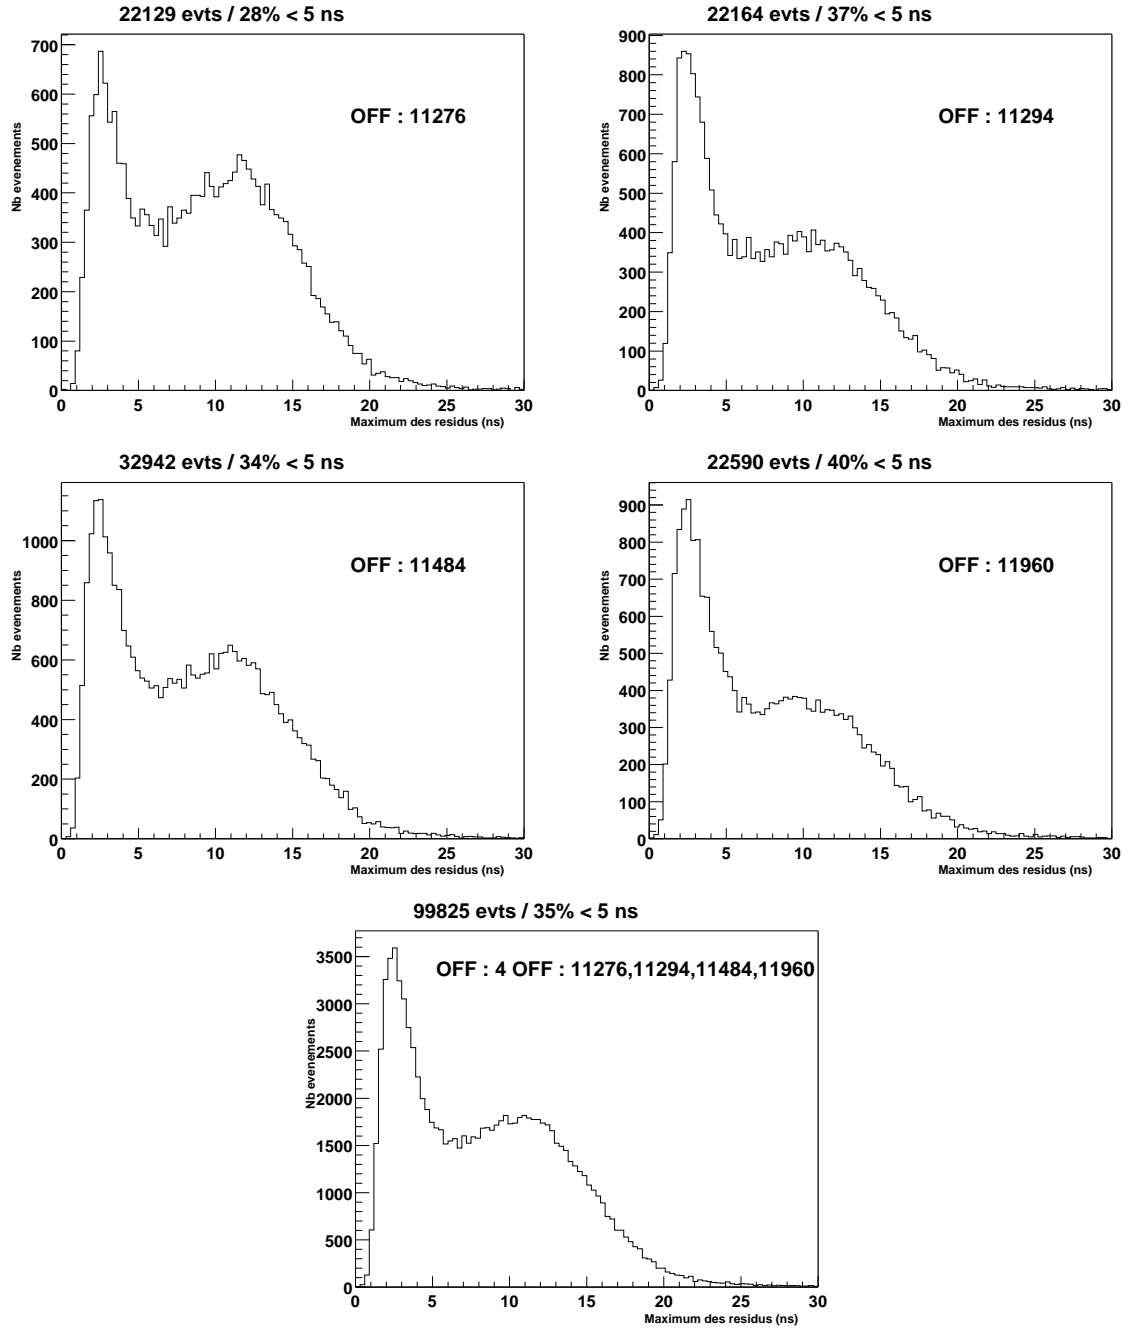 22129 evts / 28% < 5 ns
Nb evenements
700
600
500
400
300
200
100
0
OFF : 11276
0 5 10 15 20 25 30
Maximum des residus (ns)
22164 evts / 37% < 5 ns
Nb evenements
900
800
700
600
500
400
300
200
100
0
OFF : 11294
0 5 10 15 20 25 30
Maximum des residus (ns)
32942 evts / 34% < 5 ns
Nb evenements
1000
800
600
400
200
0
OFF : 11484
0 5 10 15 20 25 30
Maximum des residus (ns)
22590 evts / 40% < 5 ns
Nb evenements
900
800
700
600
500
400
300
200
100
0
OFF : 11960
0 5 10 15 20 25 30
Maximum des residus (ns)
99825 evts / 35% < 5 ns
Nb evenements
3500
3000
2500
2000
1500
1000
500
0
OFF : 4 OFF : 11276,11294,11484,11960
0 5 10 15 20 25 30
Maximum des residus (ns)